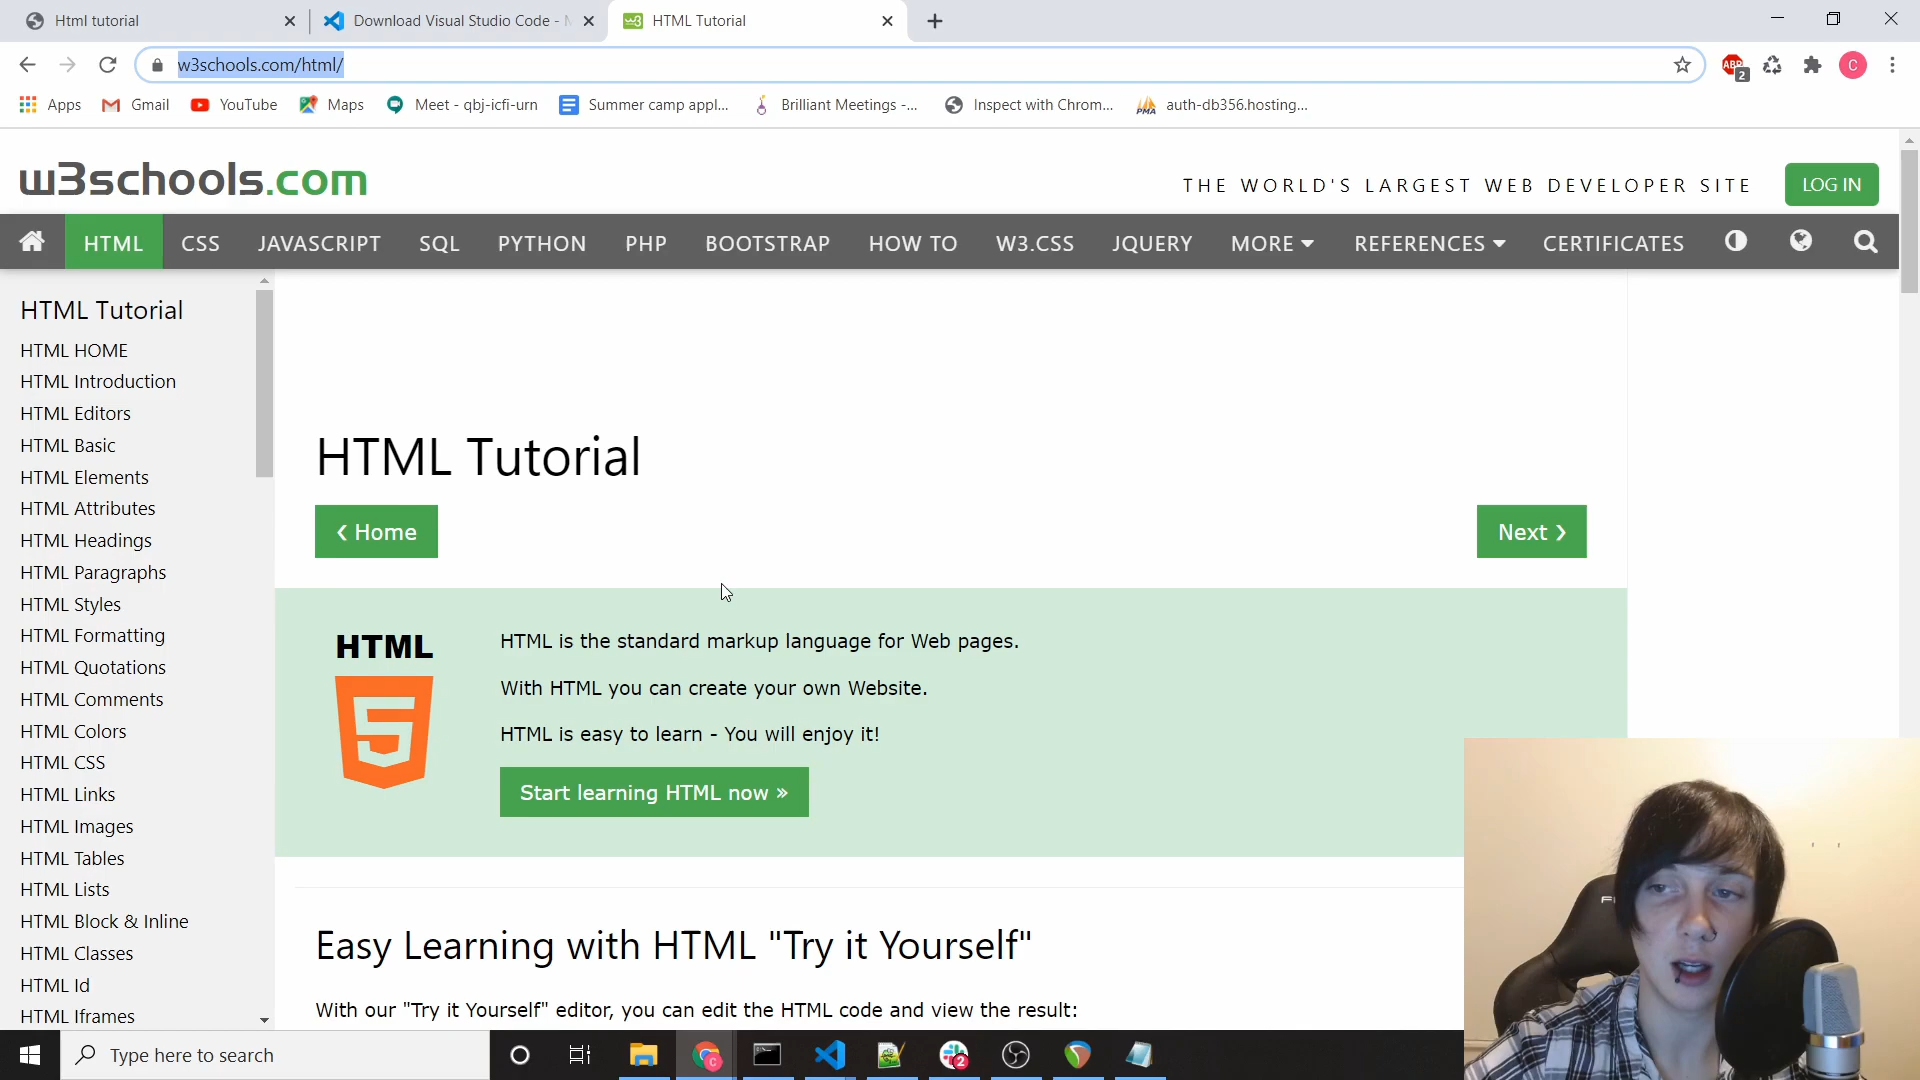 Html tutorial
Download Visual Studio Code - M
HTML Tutorial
w3schools.com/html/
ABP
2
C
Apps
Gmail
YouTube
Maps
Meet - qbj-icfi-urn
Summer camp appl...
Brilliant Meetings -...
Inspect with Chrom...
PMA
auth-db356.hosting...
w3schools.com
THE WORLD'S LARGEST WEB DEVELOPER SITE
LOG IN
HTML
CSS
JAVASCRIPT
SQL
PYTHON
PHP
BOOTSTRAP
HOW TO
W3.CSS
JQUERY
MORE
REFERENCES
CERTIFICATES
HTML Tutorial
HTML HOME
HTML Introduction
HTML Editors
HTML Basic
HTML Elements
HTML Attributes
HTML Headings
HTML Paragraphs
HTML Styles
HTML Formatting
HTML Quotations
HTML Comments
HTML Colors
HTML CSS
HTML Links
HTML Images
HTML Tables
HTML Lists
HTML Block & Inline
HTML Classes
HTML Id
HTML Iframes
HTML Tutorial
❮ Home
Next ❯
HTML
5
HTML is the standard markup language for Web pages.
With HTML you can create your own Website.
HTML is easy to learn - You will enjoy it!
Start learning HTML now »
Easy Learning with HTML "Try it Yourself"
With our "Try it Yourself" editor, you can edit the HTML code and view the result:
Type here to search
C
2